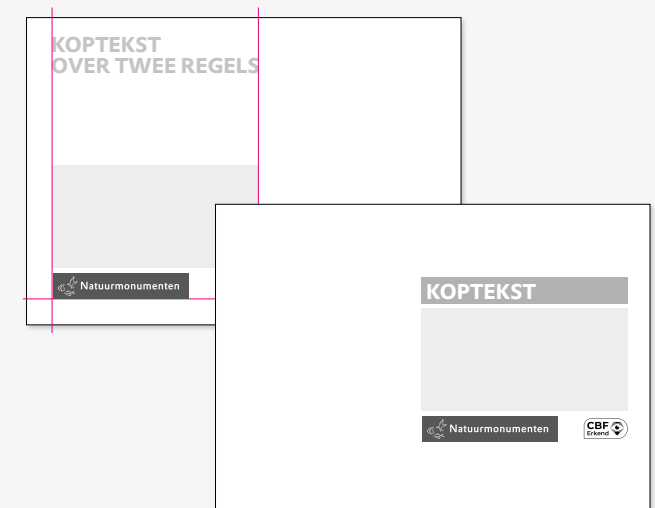 KOPTEKST
OVER TWEE REGELS
Natuurmonumenten
KOPTEKST
Natuurmonumenten
CBF
Erkend